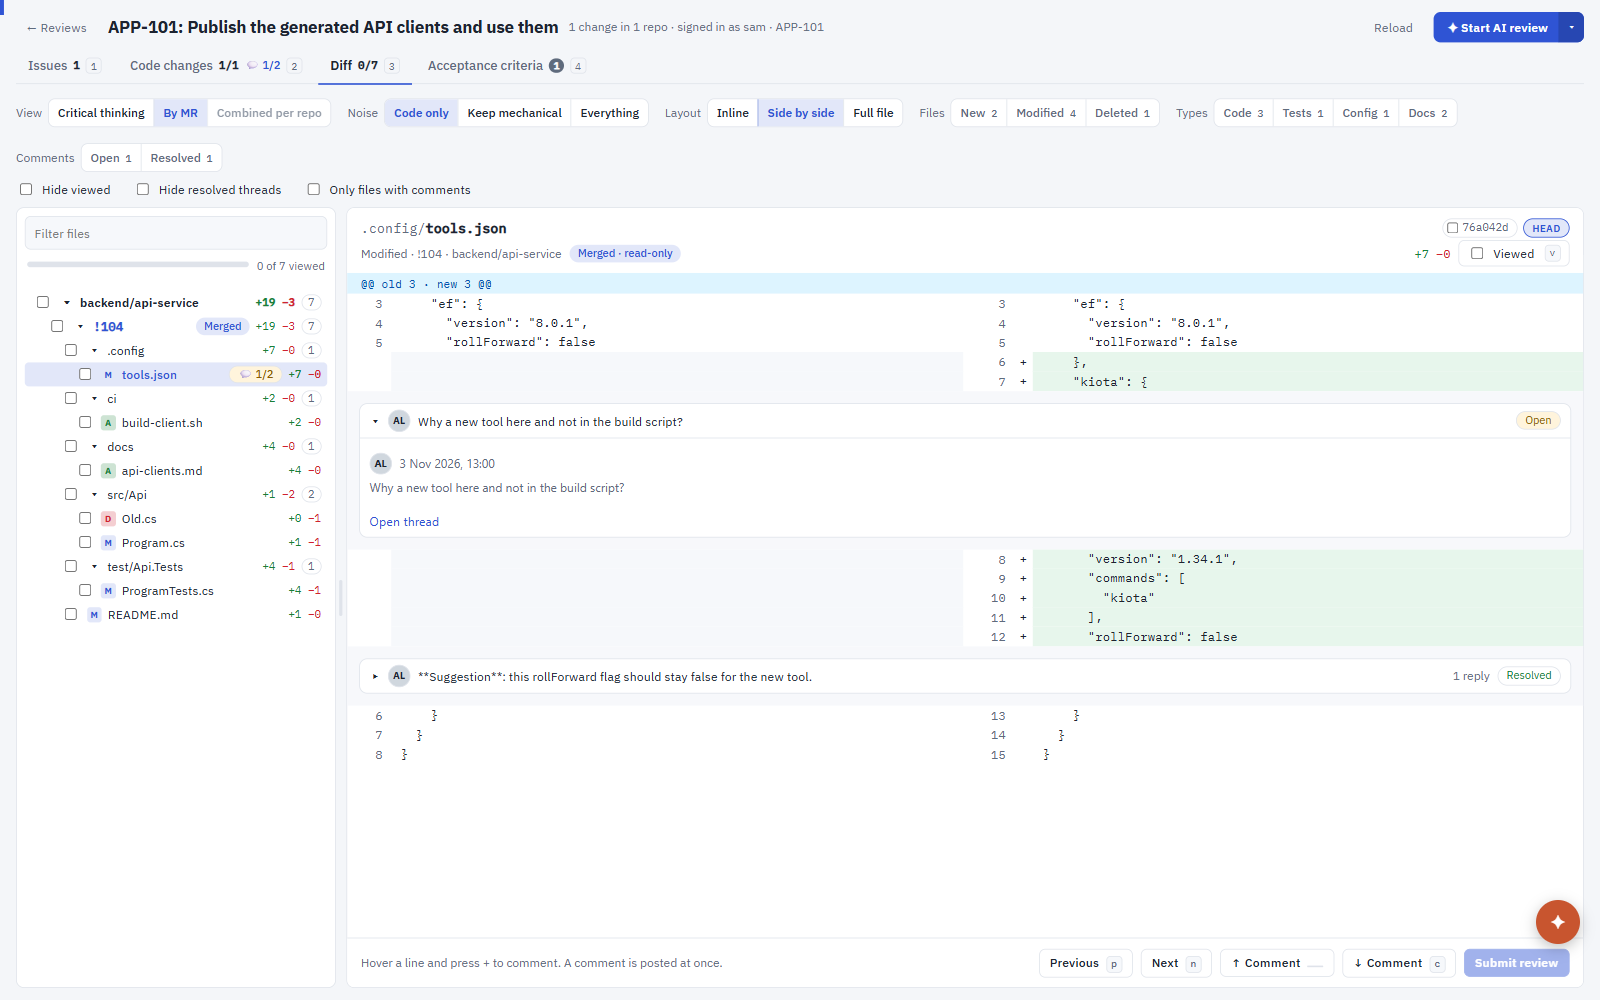 ← Reviews APP-101: Publish the generated API clients and use them 1 change in 1 repo · signed in as sam · APP-101 Reload ✦ Start AI review
Issues 1 1 Code changes 1/1 1/2 2 Diff 0/7 3 Acceptance criteria 1 4
View Critical thinking By MR Combined per repo Noise Code only Keep mechanical Everything Layout Inline Side by side Full file Files New 2 Modified 4 Deleted 1 Types Code 3 Tests 1 Config 1 Docs 2
Comments Open 1 Resolved 1
Hide viewed Hide resolved threads Only files with comments
Filter files
0 of 7 viewed
backend/api-service +19 −3 7
!104 Merged +19 −3 7
.config +7 −0 1
M tools.json 1/2 +7 −0
ci +2 −0 1
A build-client.sh +2 −0
docs +4 −0 1
A api-clients.md +4 −0
src/Api +1 −2 2
D Old.cs +0 −1
M Program.cs +1 −1
test/Api.Tests +4 −1 1
M ProgramTests.cs +4 −1
M README.md +1 −0
.config/tools.json 76a042d HEAD
Modified · !104 · backend/api-service Merged · read-only +7 −0 Viewed v
@@ old 3 · new 3 @@
3 "ef": { 3 "ef": {
4 "version": "8.0.1", 4 "version": "8.0.1",
5 "rollForward": false 5 "rollForward": false
6 + },
7 + "kiota": {
AL Why a new tool here and not in the build script? Open
AL 3 Nov 2026, 13:00
Why a new tool here and not in the build script?
Open thread
8 + "version": "1.34.1",
9 + "commands": [
10 + "kiota"
11 + ],
12 + "rollForward": false
AL **Suggestion**: this rollForward flag should stay false for the new tool. 1 reply Resolved
6 } 13 }
7 } 14 }
8 } 15 }
Hover a line and press + to comment. A comment is posted at once. Previous p Next n ↑ Comment ↓ Comment c Submit review